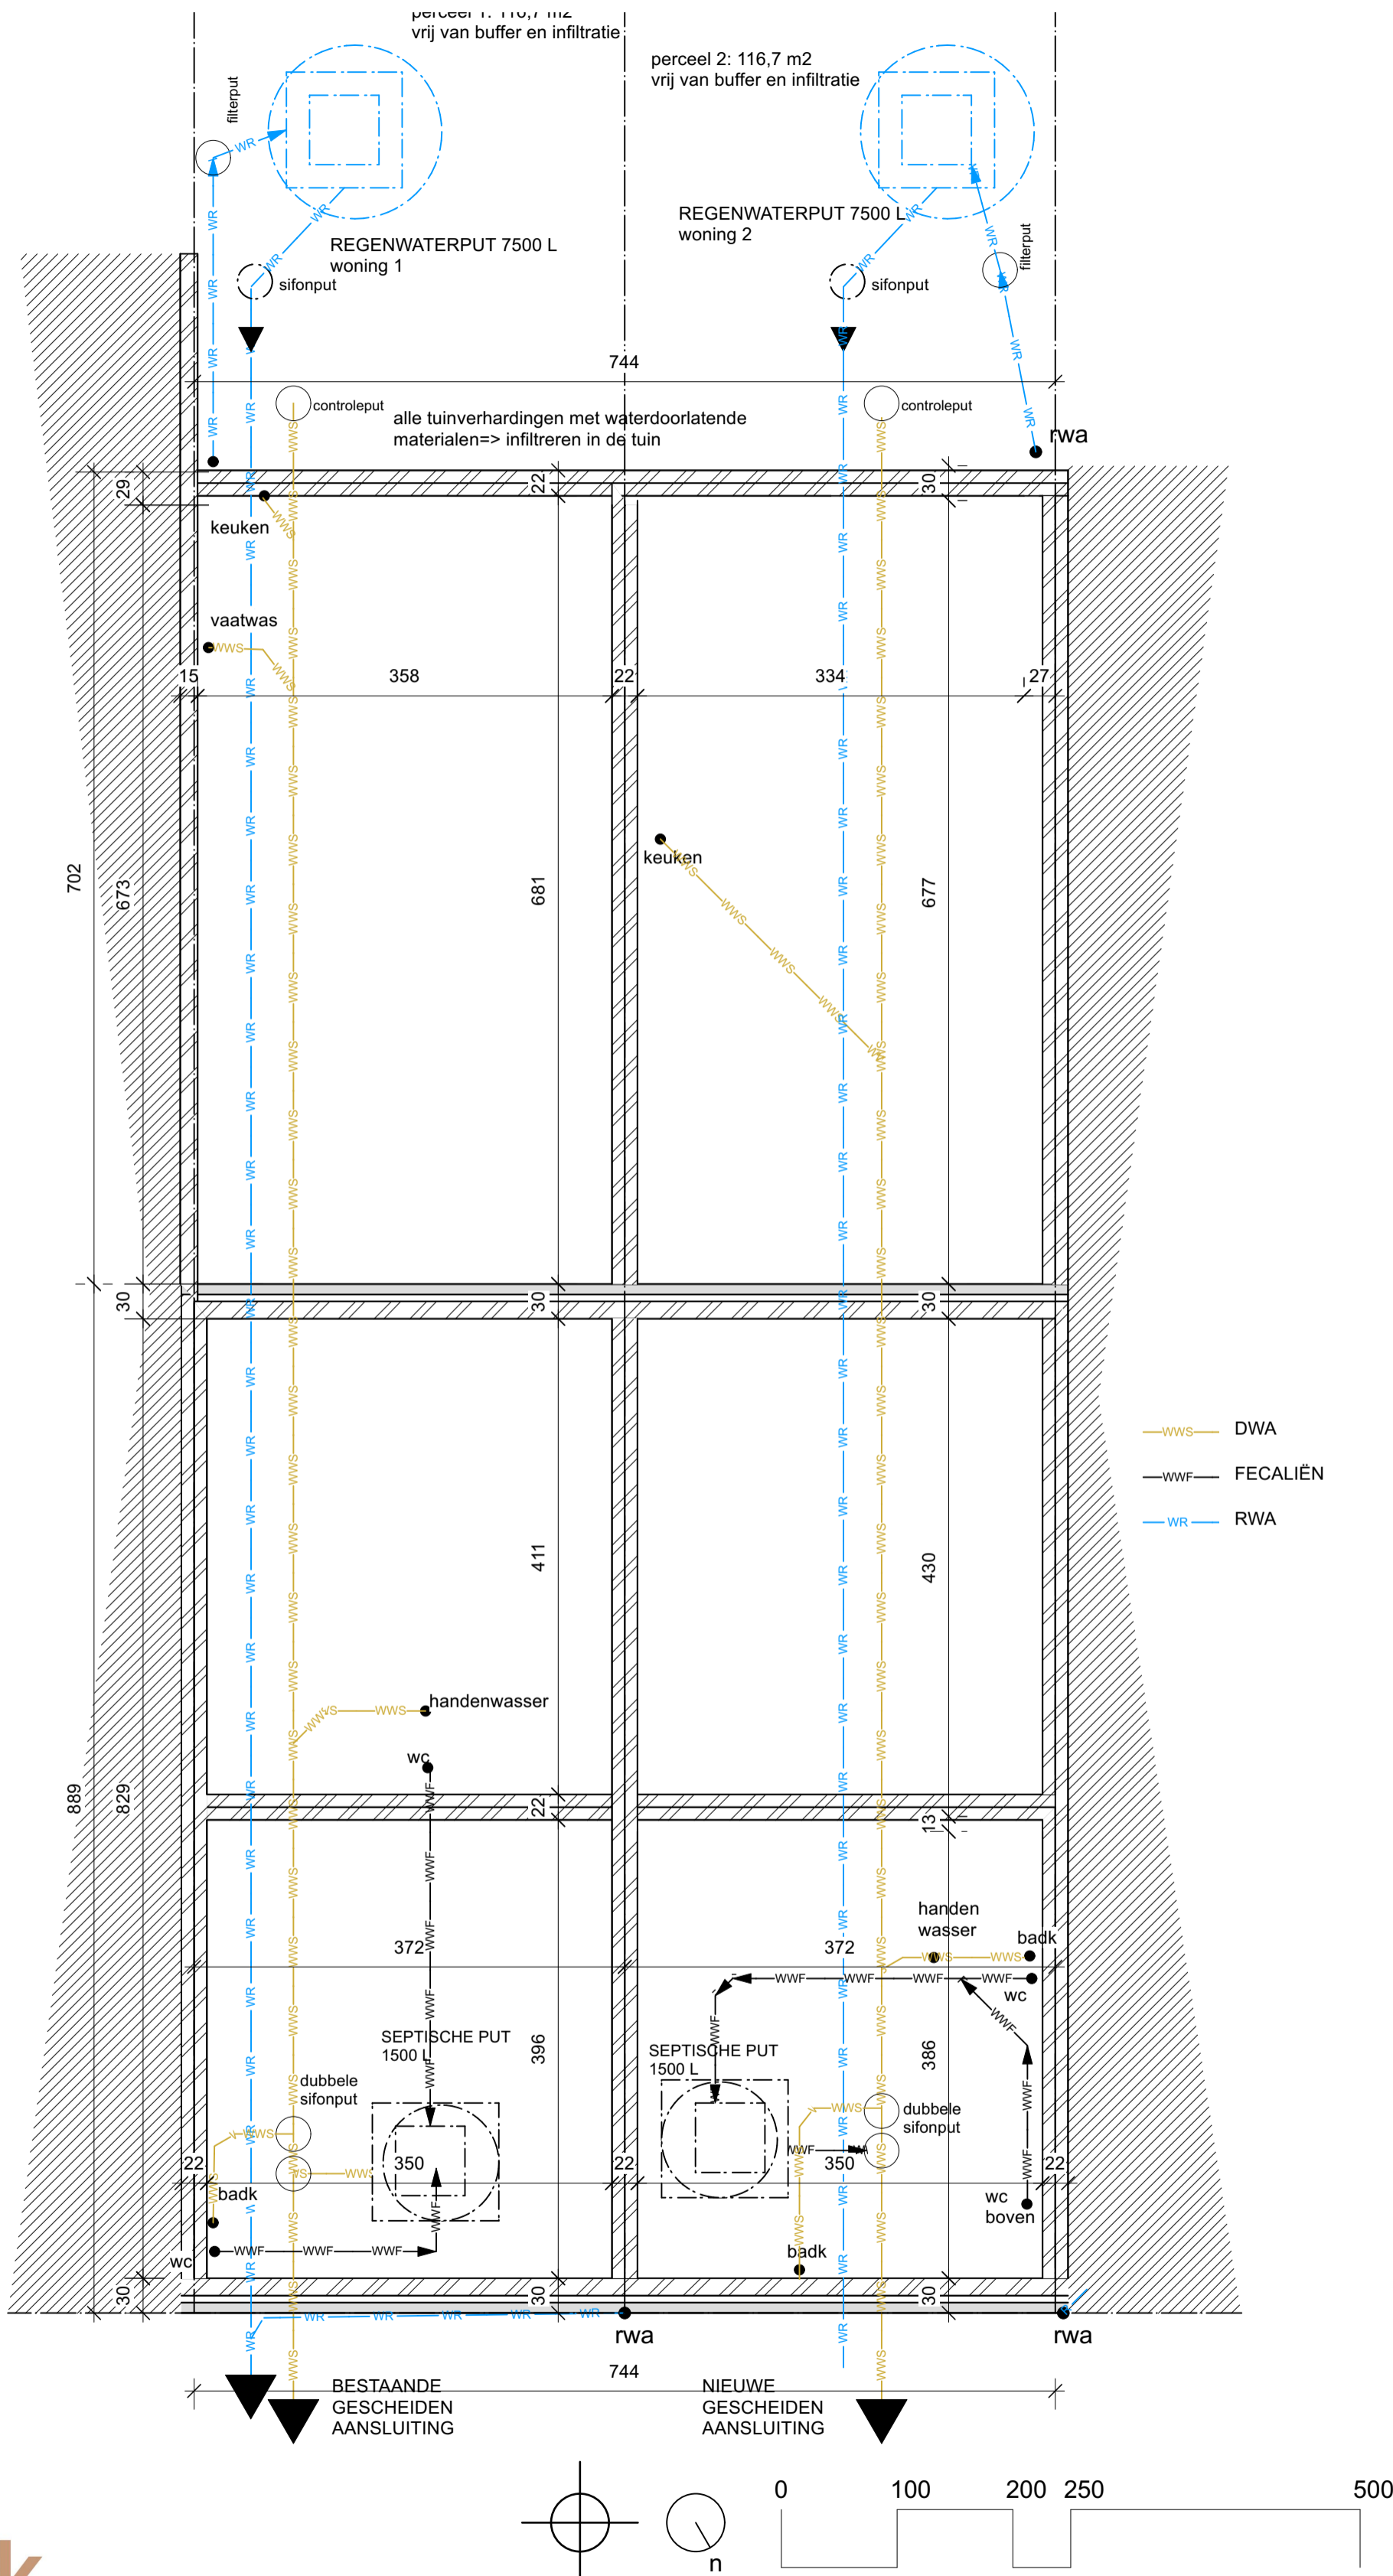 vrij van buffer en infiltratie
perceel 2: 116,7 m2
vrij van buffer en infiltratie
filterput
WR
WR
REGENWATERPUT 7500 L
woning 1
REGENWATERPUT 7500 L
woning 2
filterput
sifonput
sifonput
744
controleput
controleput
alle tuinverhardingen met waterdoorlatende
materialen=> infiltreren in de tuin
rwa
29
22
30
keuken
vaatwas
15
358
22
334
27
keuken
702
673
681
677
30
30
30
WWS DWA
WWF FECALIËN
WR RWA
411
430
handenwasser
wc
889
829
22
13
handen
wasser
badk
372
372
wc
SEPTISCHE PUT
1500 L
396
SEPTISCHE PUT
1500 L
386
dubbele
sifonput
dubbele
sifonput
22
350
22
350
22
badk
wc
boven
wc
badk
30
30
30
rwa
rwa
744
BESTAANDE
GESCHEIDEN
AANSLUITING
NIEUWE
GESCHEIDEN
AANSLUITING
0 100 200 250 500
n
k